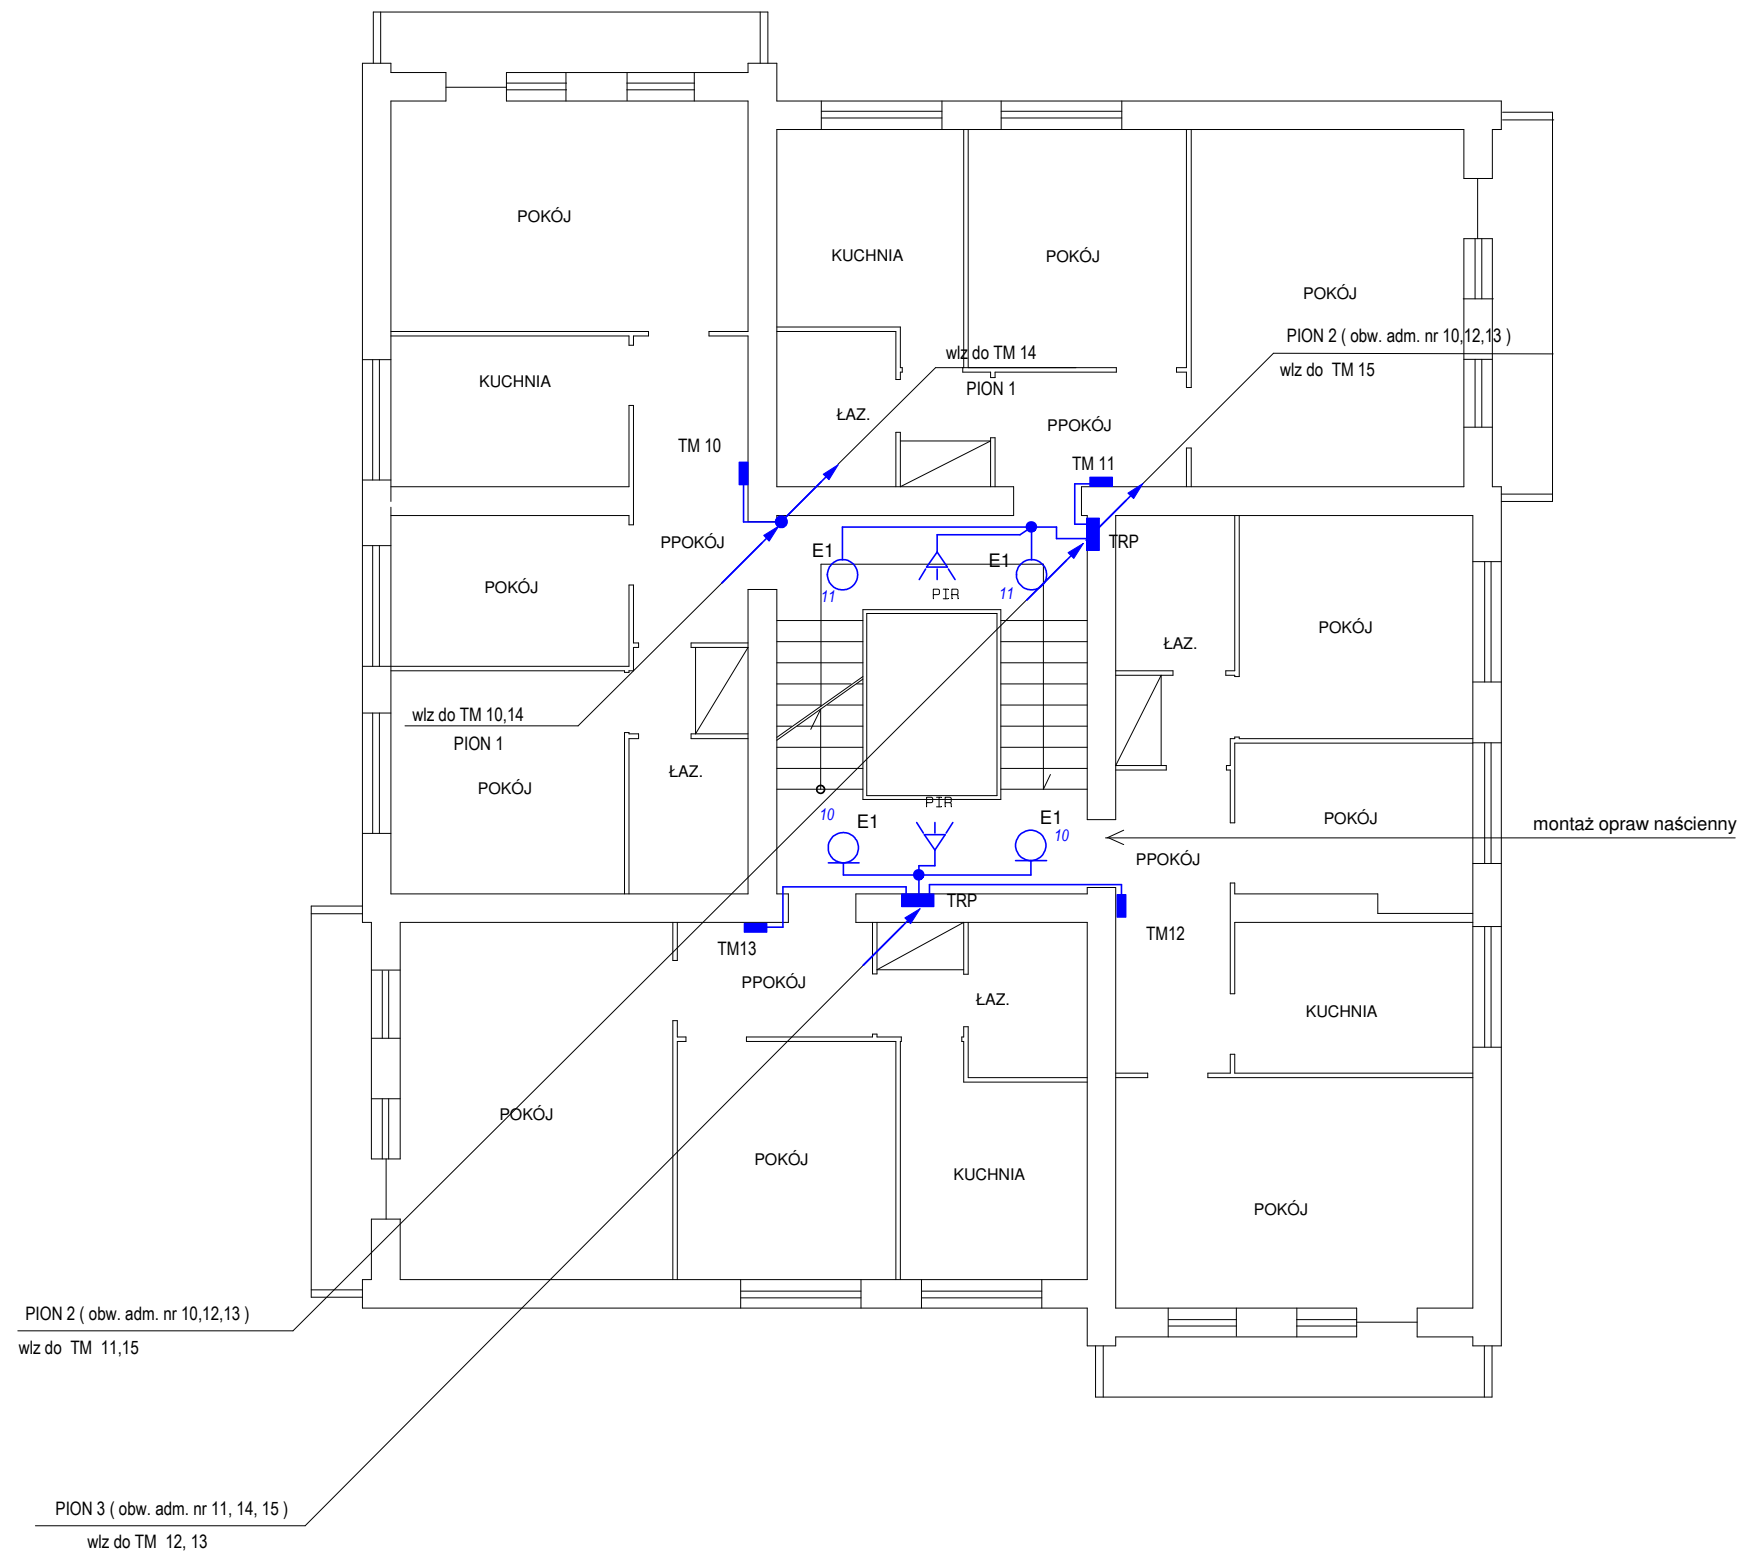 POKÓJ
KUCHNIA
POKÓJ
POKÓJ
PION 2 ( obw. adm. nr 10,12,13 )
wlz do TM 15
wlz do TM 14
PION 1
KUCHNIA
ŁAZ.
PPOKÓJ
TM 10
TM 11
PPOKÓJ
E1
11
PIR
E1
11
TRP
POKÓJ
POKÓJ
ŁAZ.
wlz do TM 10,14
PION 1
POKÓJ
ŁAZ.
10
E1
PIR
E1
10
POKÓJ
montaż opraw naścienny
PPOKÓJ
TRP
TM13
TM12
PPOKÓJ
ŁAZ.
KUCHNIA
POKÓJ
POKÓJ
KUCHNIA
POKÓJ
PION 2 ( obw. adm. nr 10,12,13 )
wlz do TM 11,15
PION 3 ( obw. adm. nr 11, 14, 15 )
wlz do TM 12, 13